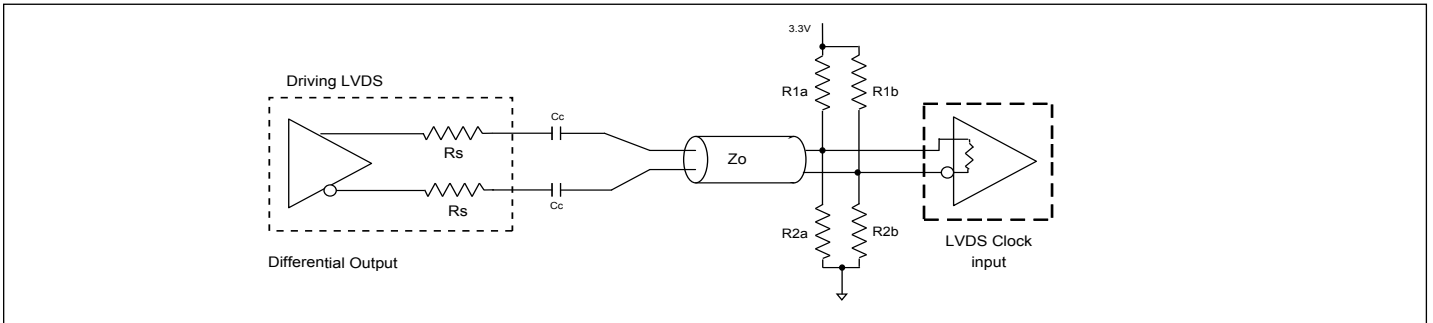 3.3V
Driving LVDS
R1a
R1b
Cc
Rs
Zo
Cc
Rs
R2a
R2b
LVDS Clock
input
Differential Output